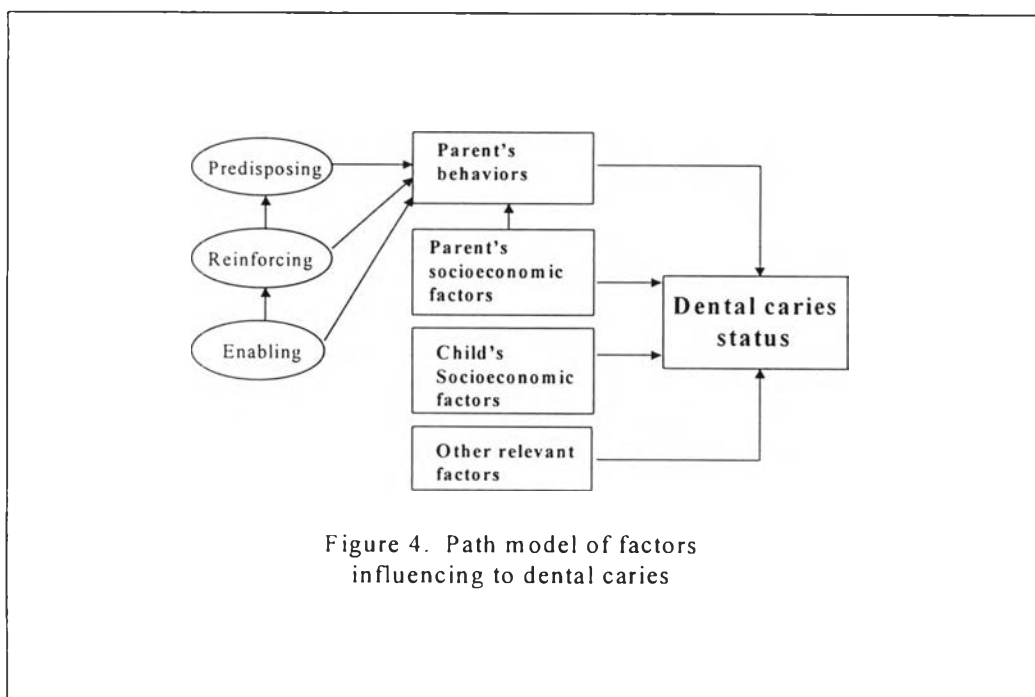 Predisposing
Reinforcing
Enabling
Parent's
behaviors
Parent's
socioeconomic
factors
Child's
Socioeconomic
factors
Other relevant
factors
Dental caries
status
Figure 4. Path model of factors
influencing to dental caries